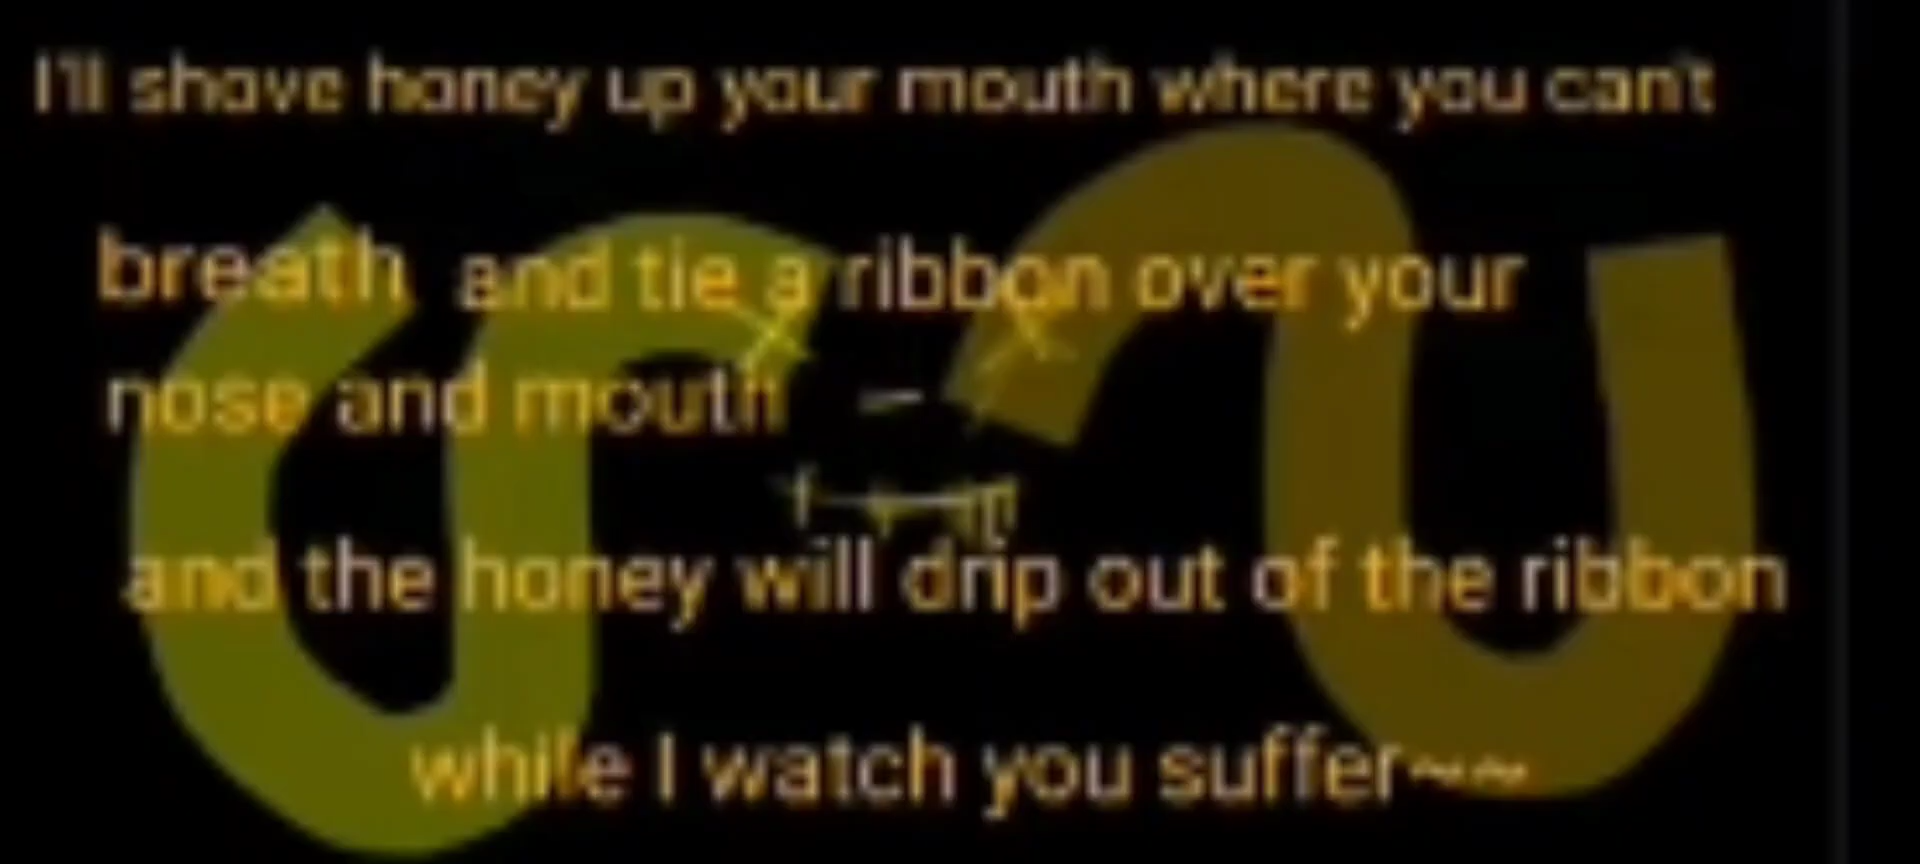 I'll shove honey up your mouth where you can't
breath and tie a ribbon over your
nose and mouth
and the honey will drip out of the ribbon
while I watch you suffer~~